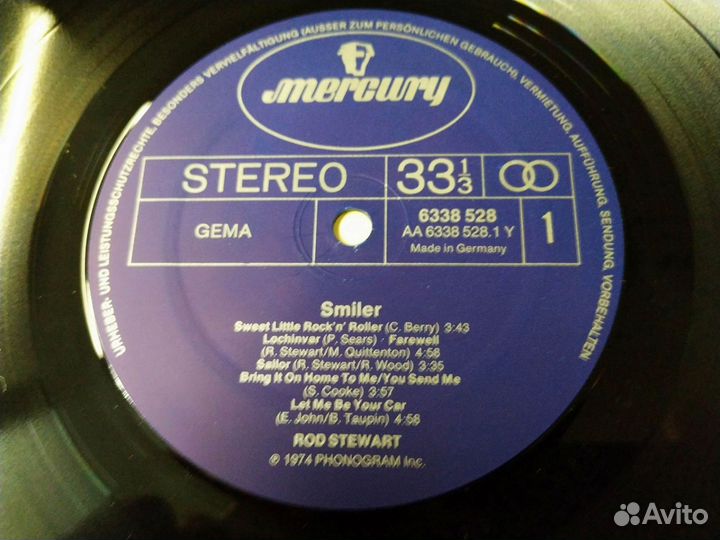 URHEBER- UND LEISTUNGSSCHUTZRECHTE, BESONDERS VERVIELFÄLTIGUNG (AUSSER ZUM PERSÖNLICHEN GEBRAUCH), VERMIETUNG, AUFFÜHRUNG, SENDUNG, VORBEHALTEN
mercury
STEREO 33 1/3
GEMA
6338 528
AA 6338 528.1 Y
Made in Germany
1
Smiler
Sweet Little Rock'n' Roller (C. Berry) 3:43
Lochinvar (P. Sears) · Farewell
(R. Stewart/M. Quittenton) 4:58
Sailor (R. Stewart/R. Wood) 3:35
Bring It On Home To Me/You Send Me
(S. Cooke) 3:57
Let Me Be Your Car
(E. John/B. Taupin) 4:58
ROD STEWART
℗ 1974 PHONOGRAM Inc.
Avito